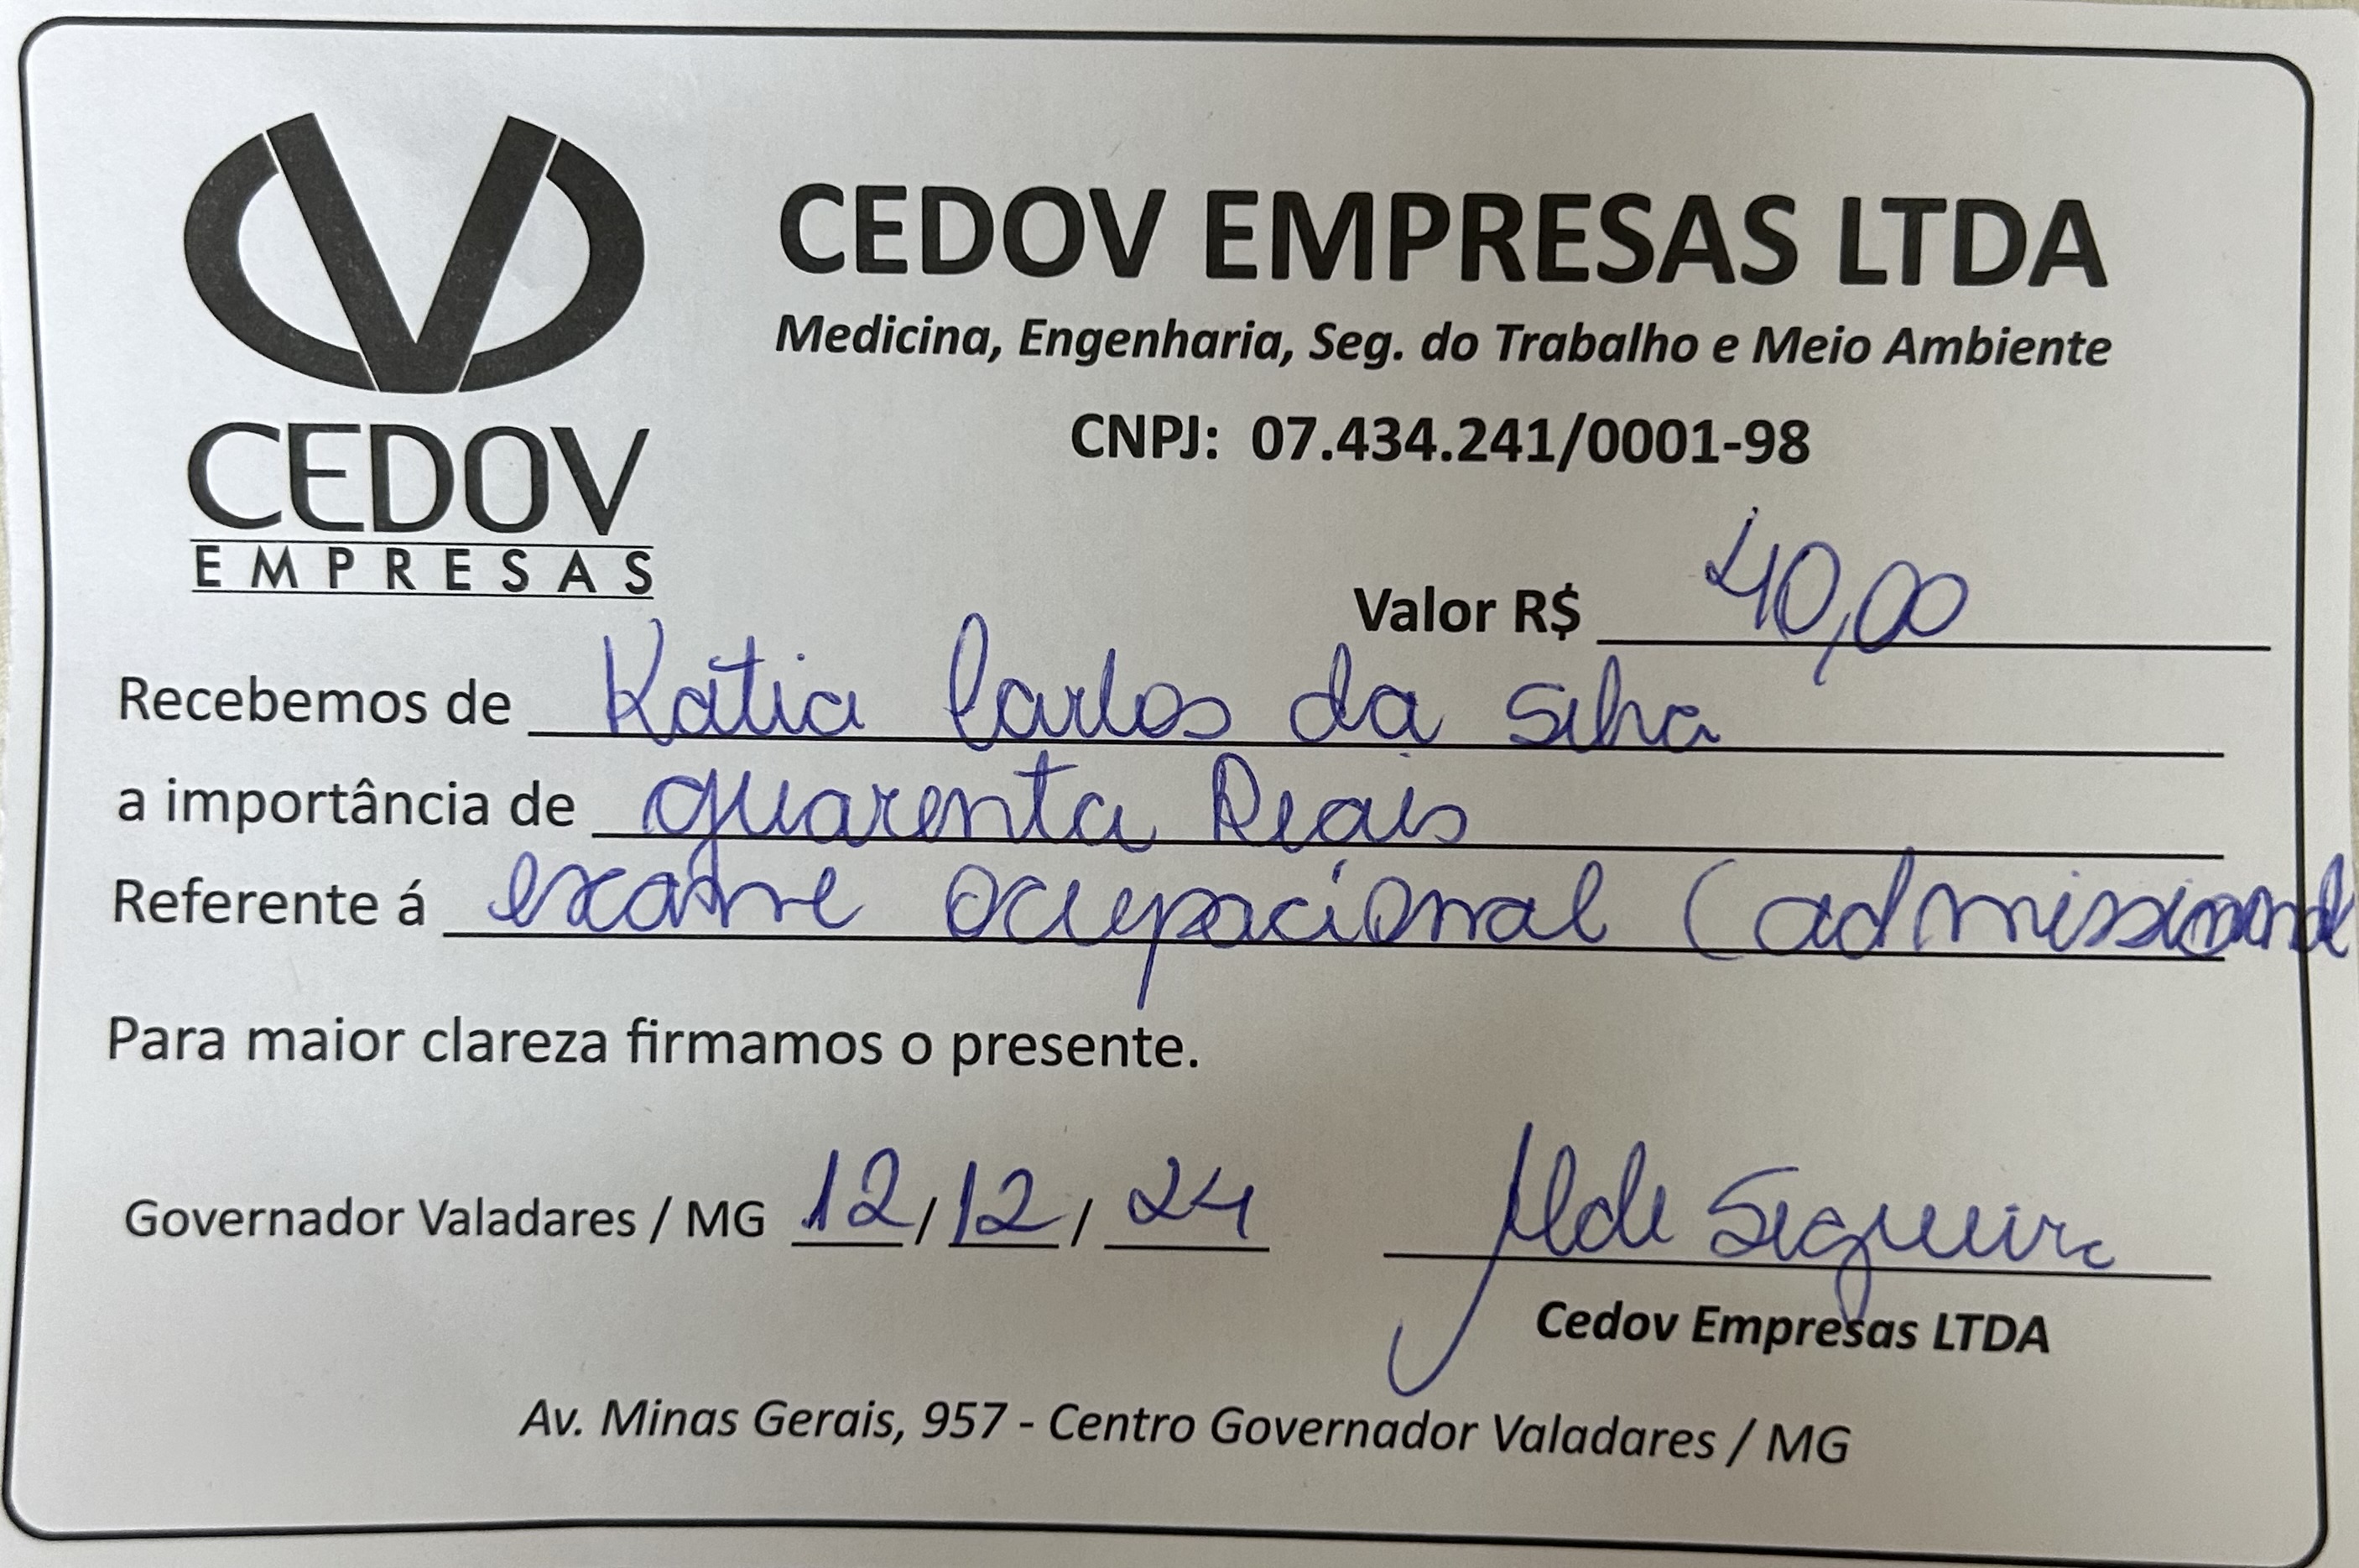 CEDOV
EMPRESAS
CEDOV EMPRESAS LTDA
Medicina, Engenharia, Seg. do Trabalho e Meio Ambiente
CNPJ: 07.434.241/0001-98
Valor R$ 40,00
Recebemos de Katia Carlos da Silva
a importância de quarenta Reais
Referente á exame ocupacional (admissional
Para maior clareza firmamos o presente.
Governador Valadares / MG 12/12/24
Sequeira
Cedov Empresas LTDA
Av. Minas Gerais, 957 - Centro Governador Valadares / MG